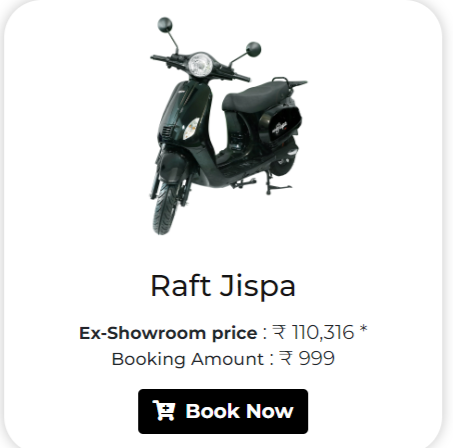 Raft Jispa
Ex-Showroom price : ₹ 110,316 *
Booking Amount : ₹ 999
Book Now